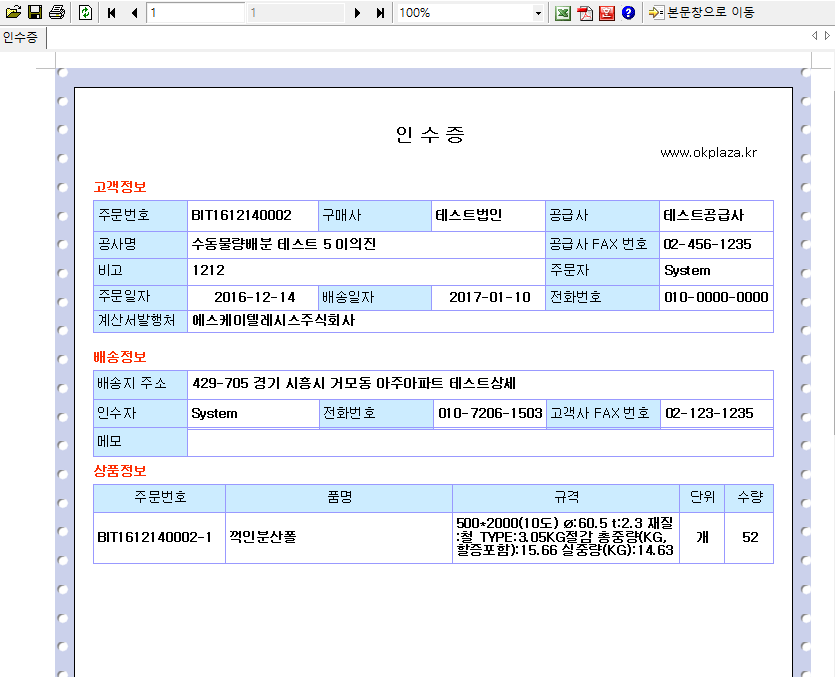 1 1 100% 본문창으로 이동
인수증
인 수 증
www.okplaza.kr
고객정보
주문번호 BIT1612140002 구매사 테스트법인 공급사 테스트공급사
공사명 수동물량배분 테스트 5 이의진 공급사 FAX 번호 02-456-1235
비고 1212 주문자 System
주문일자 2016-12-14 배송일자 2017-01-10 전화번호 010-0000-0000
계산서발행처 에스케이텔레시스주식회사
배송정보
배송지 주소 429-705 경기 시흥시 거모동 아주아파트 테스트상세
인수자 System 전화번호 010-7206-1503 고객사 FAX 번호 02-123-1235
메모
상품정보
주문번호 품명 규격 단위 수량
BIT1612140002-1 꺽인분산폴 500*2000(10도) ø:60.5 t:2.3 재질 개 52
:철 TYPE:3.05KG절감 총중량(KG,
할증포함):15.66 실중량(KG):14.63